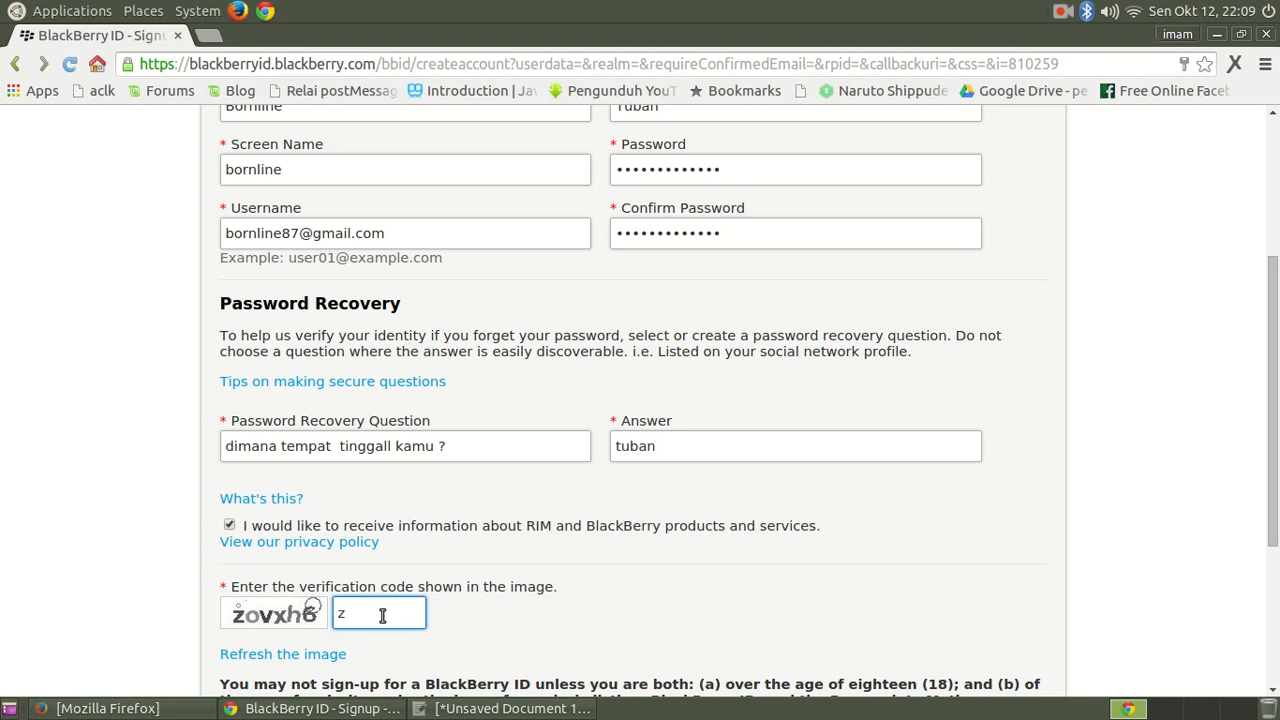 Applications Places System Sen Okt 12, 22:09
BlackBerry ID - Signu imam
https://blackberryid.blackberry.com/bbid/createaccount?userdata=&realm=&requireConfirmedEmail=&rpid=&callbackuri=&css=&i=810259
Apps aclk Forums Blog Relai postMessag Introduction | Jav Pengunduh YouT Bookmarks Naruto Shippude Google Drive - pe Free Online Facet
Bornline Tuban
* Screen Name * Password
bornline •••••••••••••
* Username * Confirm Password
bornline87@gmail.com •••••••••••••
Example: user01@example.com
Password Recovery
To help us verify your identity if you forget your password, select or create a password recovery question. Do not
choose a question where the answer is easily discoverable. i.e. Listed on your social network profile.
Tips on making secure questions
* Password Recovery Question * Answer
dimana tempat  tinggall kamu ? tuban
What's this?
I would like to receive information about RIM and BlackBerry products and services.
View our privacy policy
* Enter the verification code shown in the image.
zovxh6 z
Refresh the image
You may not sign-up for a BlackBerry ID unless you are both: (a) over the age of eighteen (18); and (b) of
[Mozilla Firefox] BlackBerry ID - Signup -... [*Unsaved Document 1...